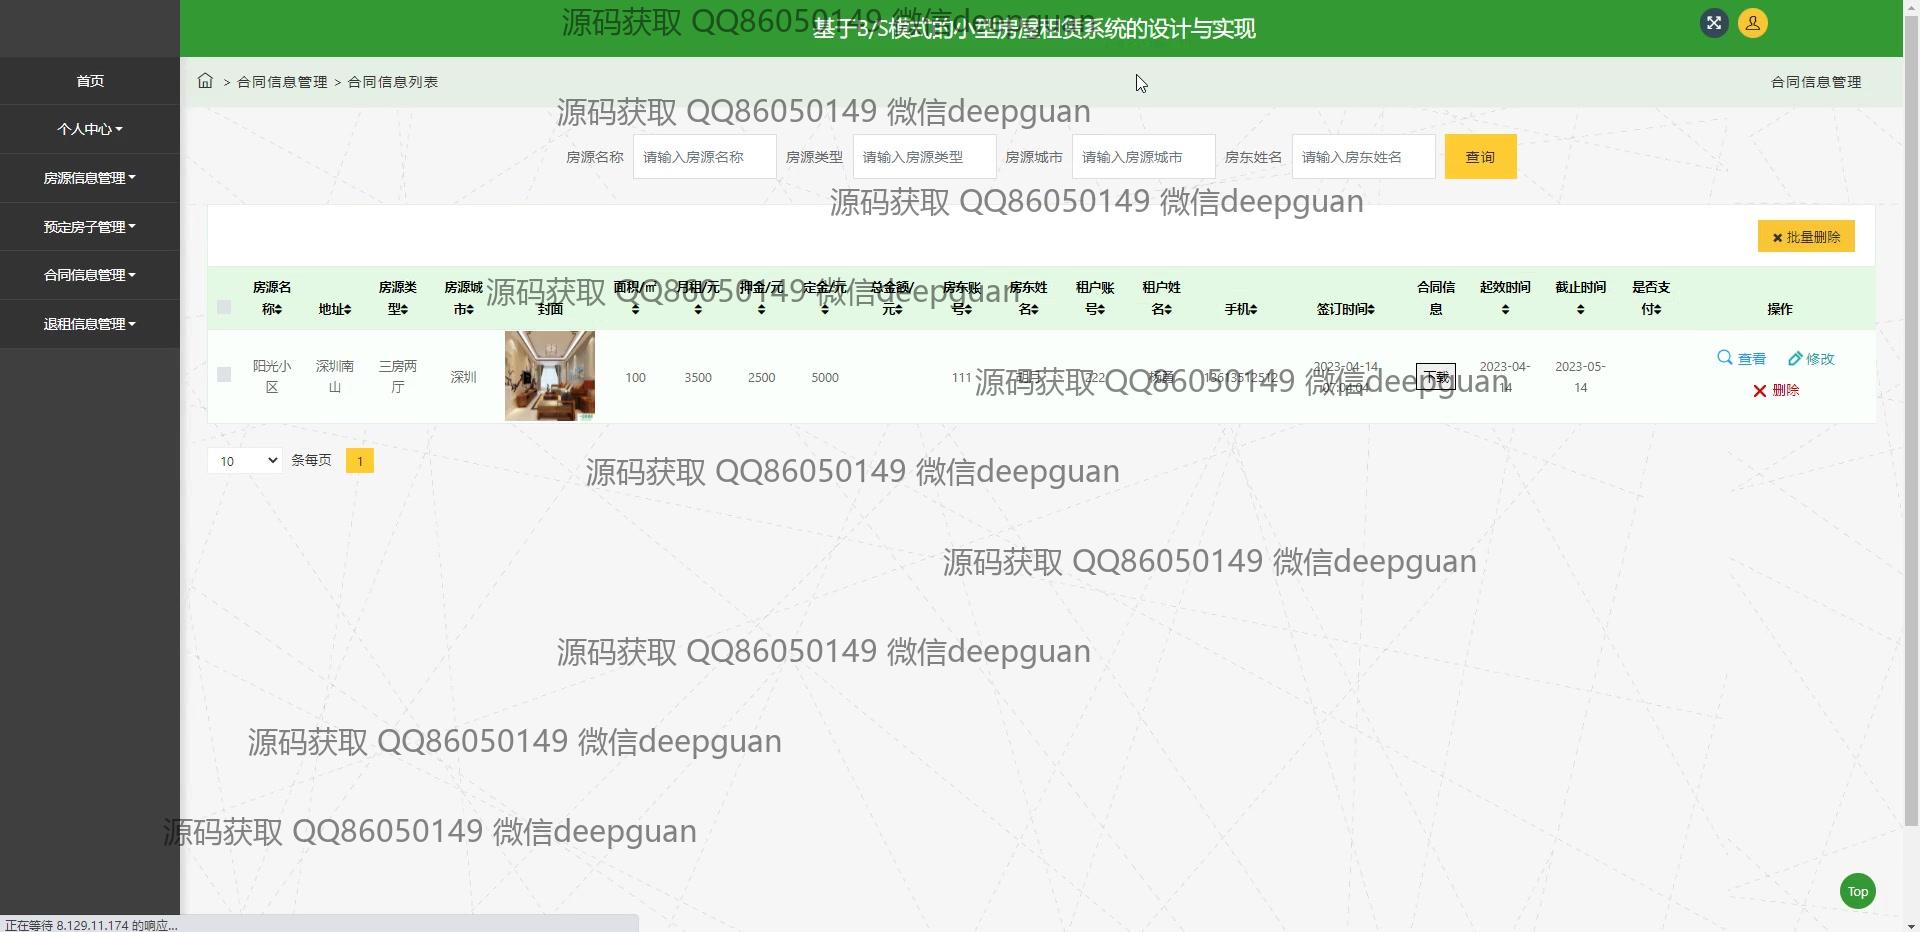 源码获取 QQ86050149 微信deepguan
基于B/S模式的小型房屋租赁系统的设计与实现
首页
个人中心
房源信息管理
预定房子管理
合同信息管理
退租信息管理
> 合同信息管理 > 合同信息列表
合同信息管理
源码获取 QQ86050149 微信deepguan
房源名称 请输入房源名称 房源类型 请输入房源类型 房源城市 请输入房源城市 房东姓名 请输入房东姓名 查询
源码获取 QQ86050149 微信deepguan
批量删除
源码获取 QQ86050149 微信deepguan
房源名称 地址 房源类型 房源城市 封面 面积/㎡ 月租/元 押金/元 定金/元 总金额/元 房东账号 房东姓名 租户账号 租户姓名 手机 签订时间 合同信息 起效时间 截止时间 是否支付 操作
阳光小区 深圳南山 三房两厅 深圳 100 3500 2500 5000 111 222 13613512512 2023-04-14 下载 2023-04-14 2023-05-14 查看 修改
删除
源码获取 QQ86050149 微信deepguan
10 条每页 1
源码获取 QQ86050149 微信deepguan
源码获取 QQ86050149 微信deepguan
源码获取 QQ86050149 微信deepguan
源码获取 QQ86050149 微信deepguan
源码获取 QQ86050149 微信deepguan
Top
正在等待 8.129.11.174 的响应...